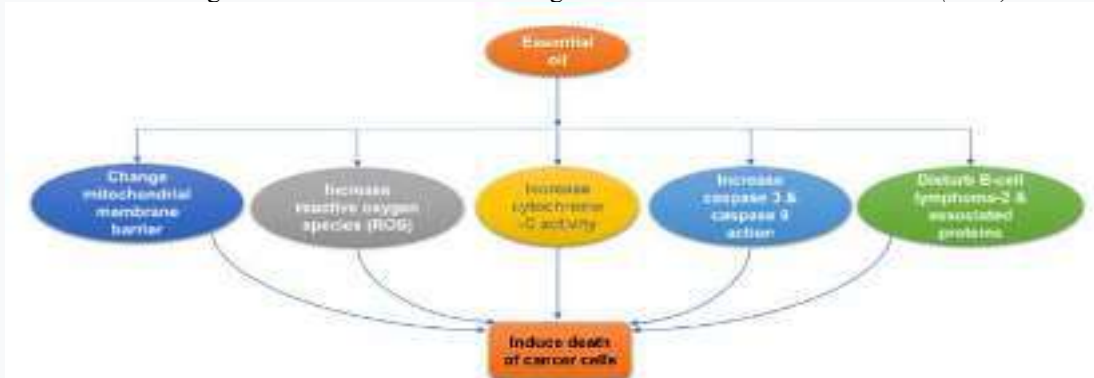 Essential
oil
Change
mitochondrial
membrane
barrier
Increase
reactive oxygen
species (ROS)
Increase
cytochrome
-C activity
Increase
caspase 3 &
caspase 9
action
Disturb B-cell
lymphoma-2 &
associated
proteins
Induce death
of cancer cells